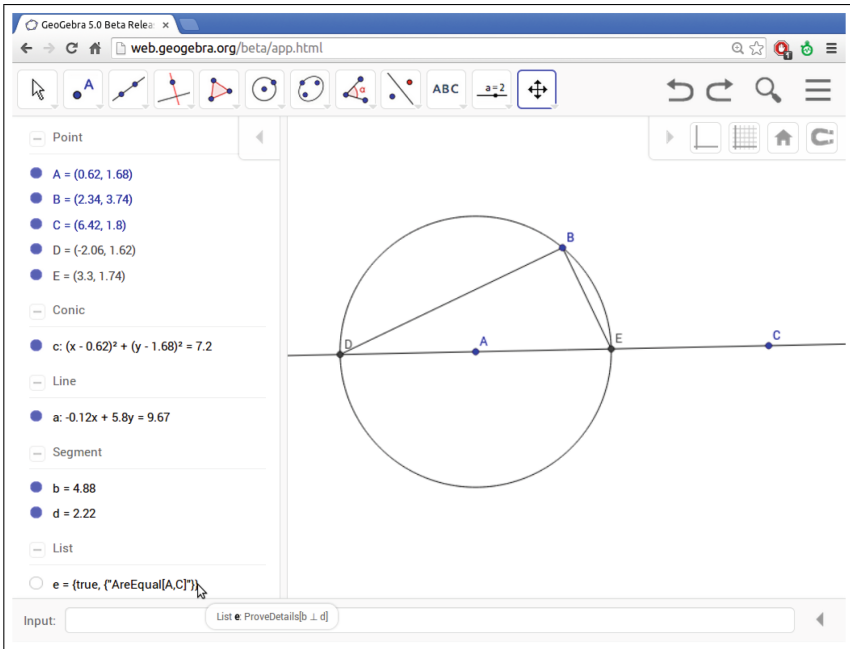 GeoGebra 5.0 Beta Releas ×
web.geogebra.org/beta/app.html
1
A
α
ABC
a=2
Point
A = (0.62, 1.68)
B = (2.34, 3.74)
C = (6.42, 1.8)
D = (-2.06, 1.62)
E = (3.3, 1.74)
Conic
c: (x - 0.62)² + (y - 1.68)² = 7.2
Line
a: -0.12x + 5.8y = 9.67
Segment
b = 4.88
d = 2.22
List
e = {true, {"AreEqual[A,C]"}}
B
D
A
E
C
List e: ProveDetails[b ⊥ d]
Input: